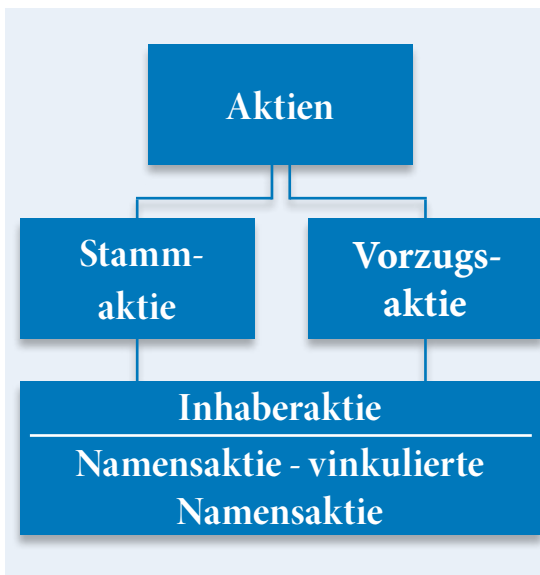 Aktien
Stamm-
aktie
Vorzugs-
aktie
Inhaberaktie
Namensaktie - vinkulierte
Namensaktie